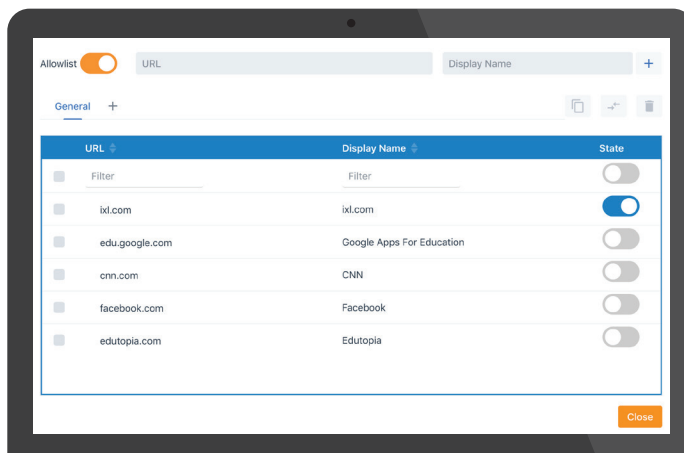 Allowlist URL Display Name +
General +
URL Display Name State
Filter Filter
ixl.com ixl.com
edu.google.com Google Apps For Education
cnn.com CNN
facebook.com Facebook
edutopia.com Edutopia
Close